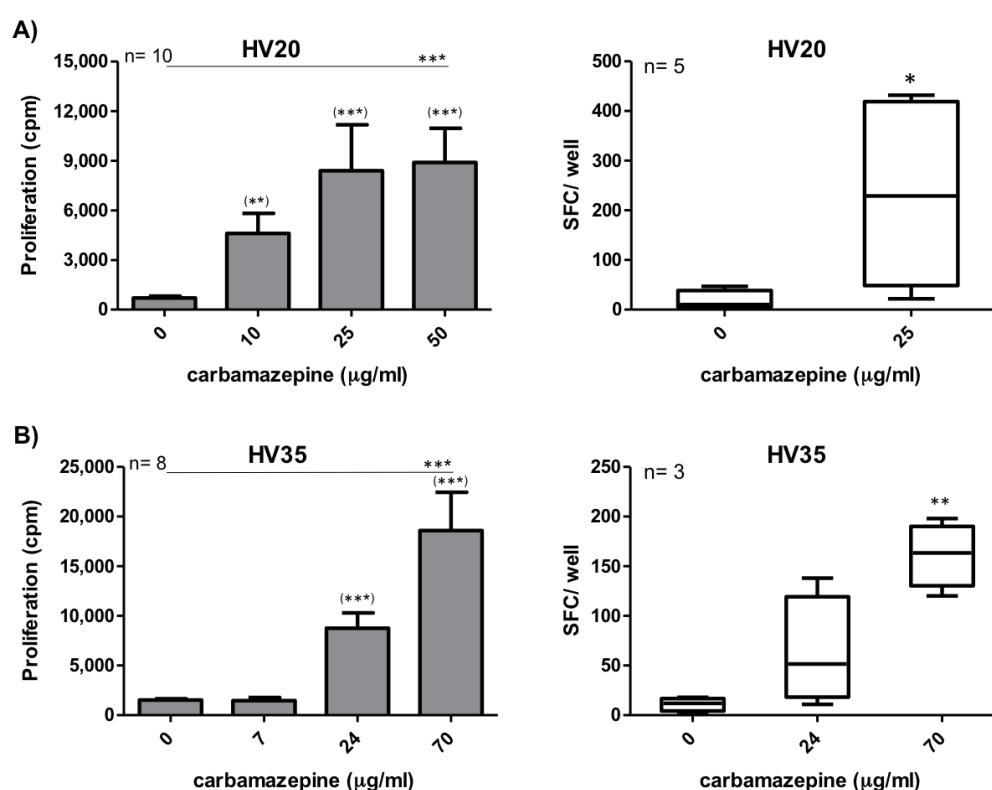 A)
HV20
n= 10
***
15,000
12,000
9,000
6,000
3,000
0
Proliferation (cpm)
(**)
(***)
(***)
0
10
25
50
carbamazepine (μg/ml)
HV20
n= 5
*
500
400
300
200
100
0
SFC/ well
0
25
carbamazepine (μg/ml)
B)
HV35
n= 8
***
25,000
20,000
15,000
10,000
5,000
0
Proliferation (cpm)
(***)
(***)
0
7
24
70
carbamazepine (μg/ml)
HV35
n= 3
**
250
200
150
100
50
0
SFC/ well
0
24
70
carbamazepine (μg/ml)